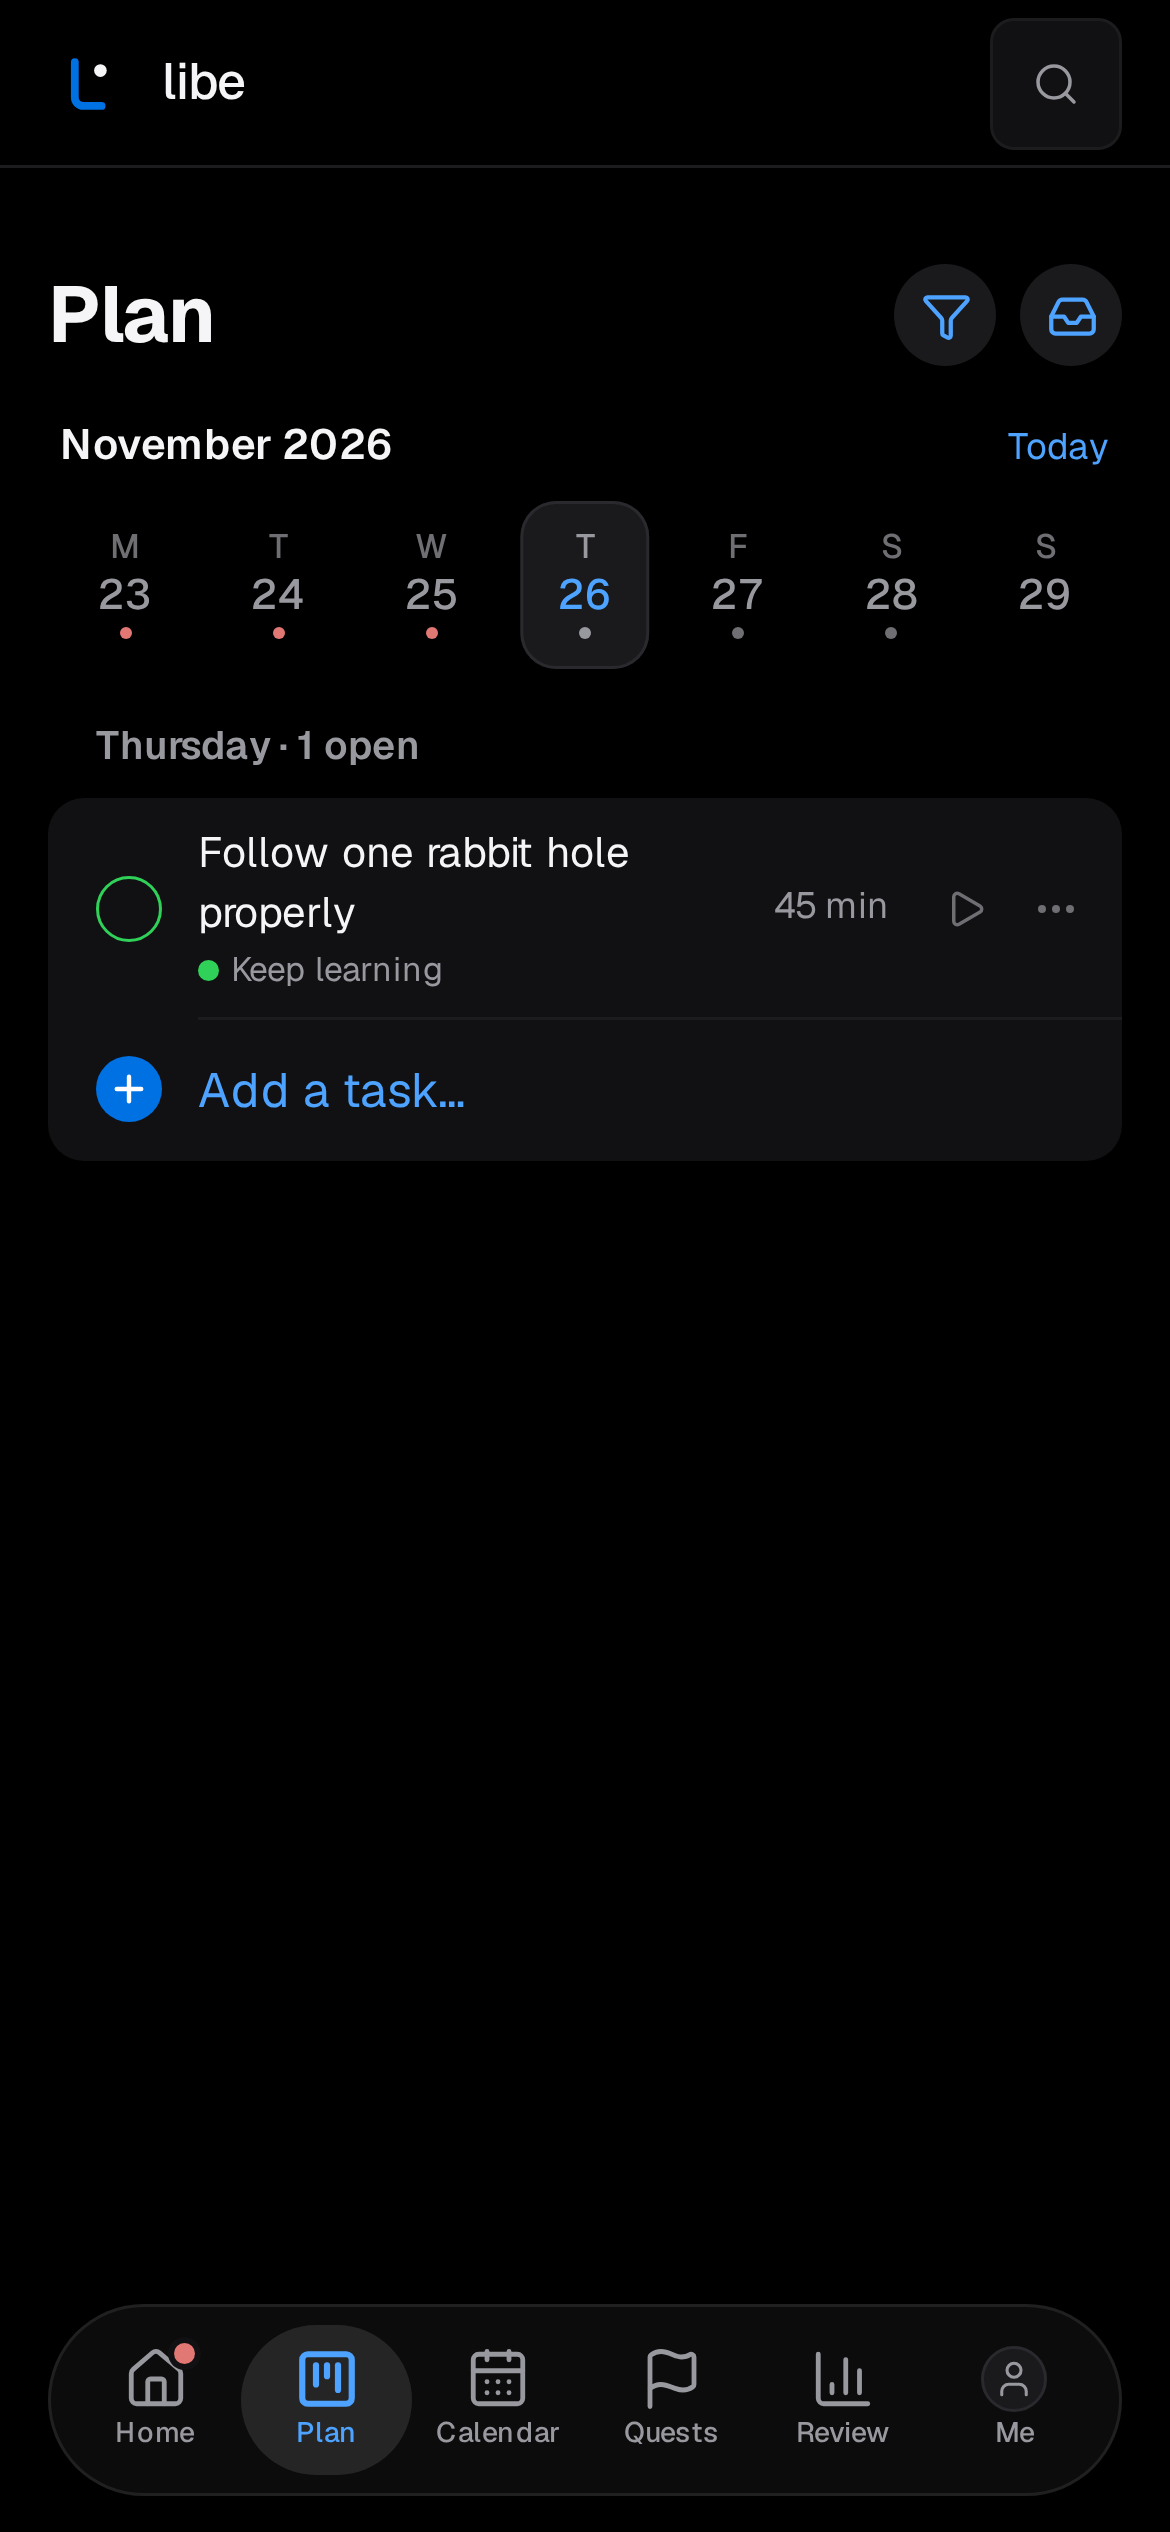 libe
Plan
November 2026
Today
M T W T F S S
23 24 25 26 27 28 29
Thursday · 1 open
Follow one rabbit hole
properly
45 min
Keep learning
Add a task...
Home Plan Calendar Quests Review Me